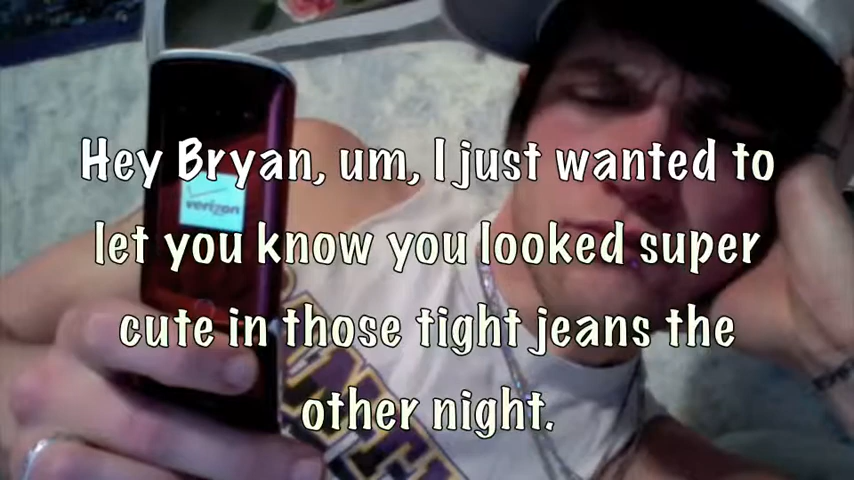 Hey Bryan, um, I just wanted to
let you know you looked super
cute in those tight jeans the
other night.
verizon